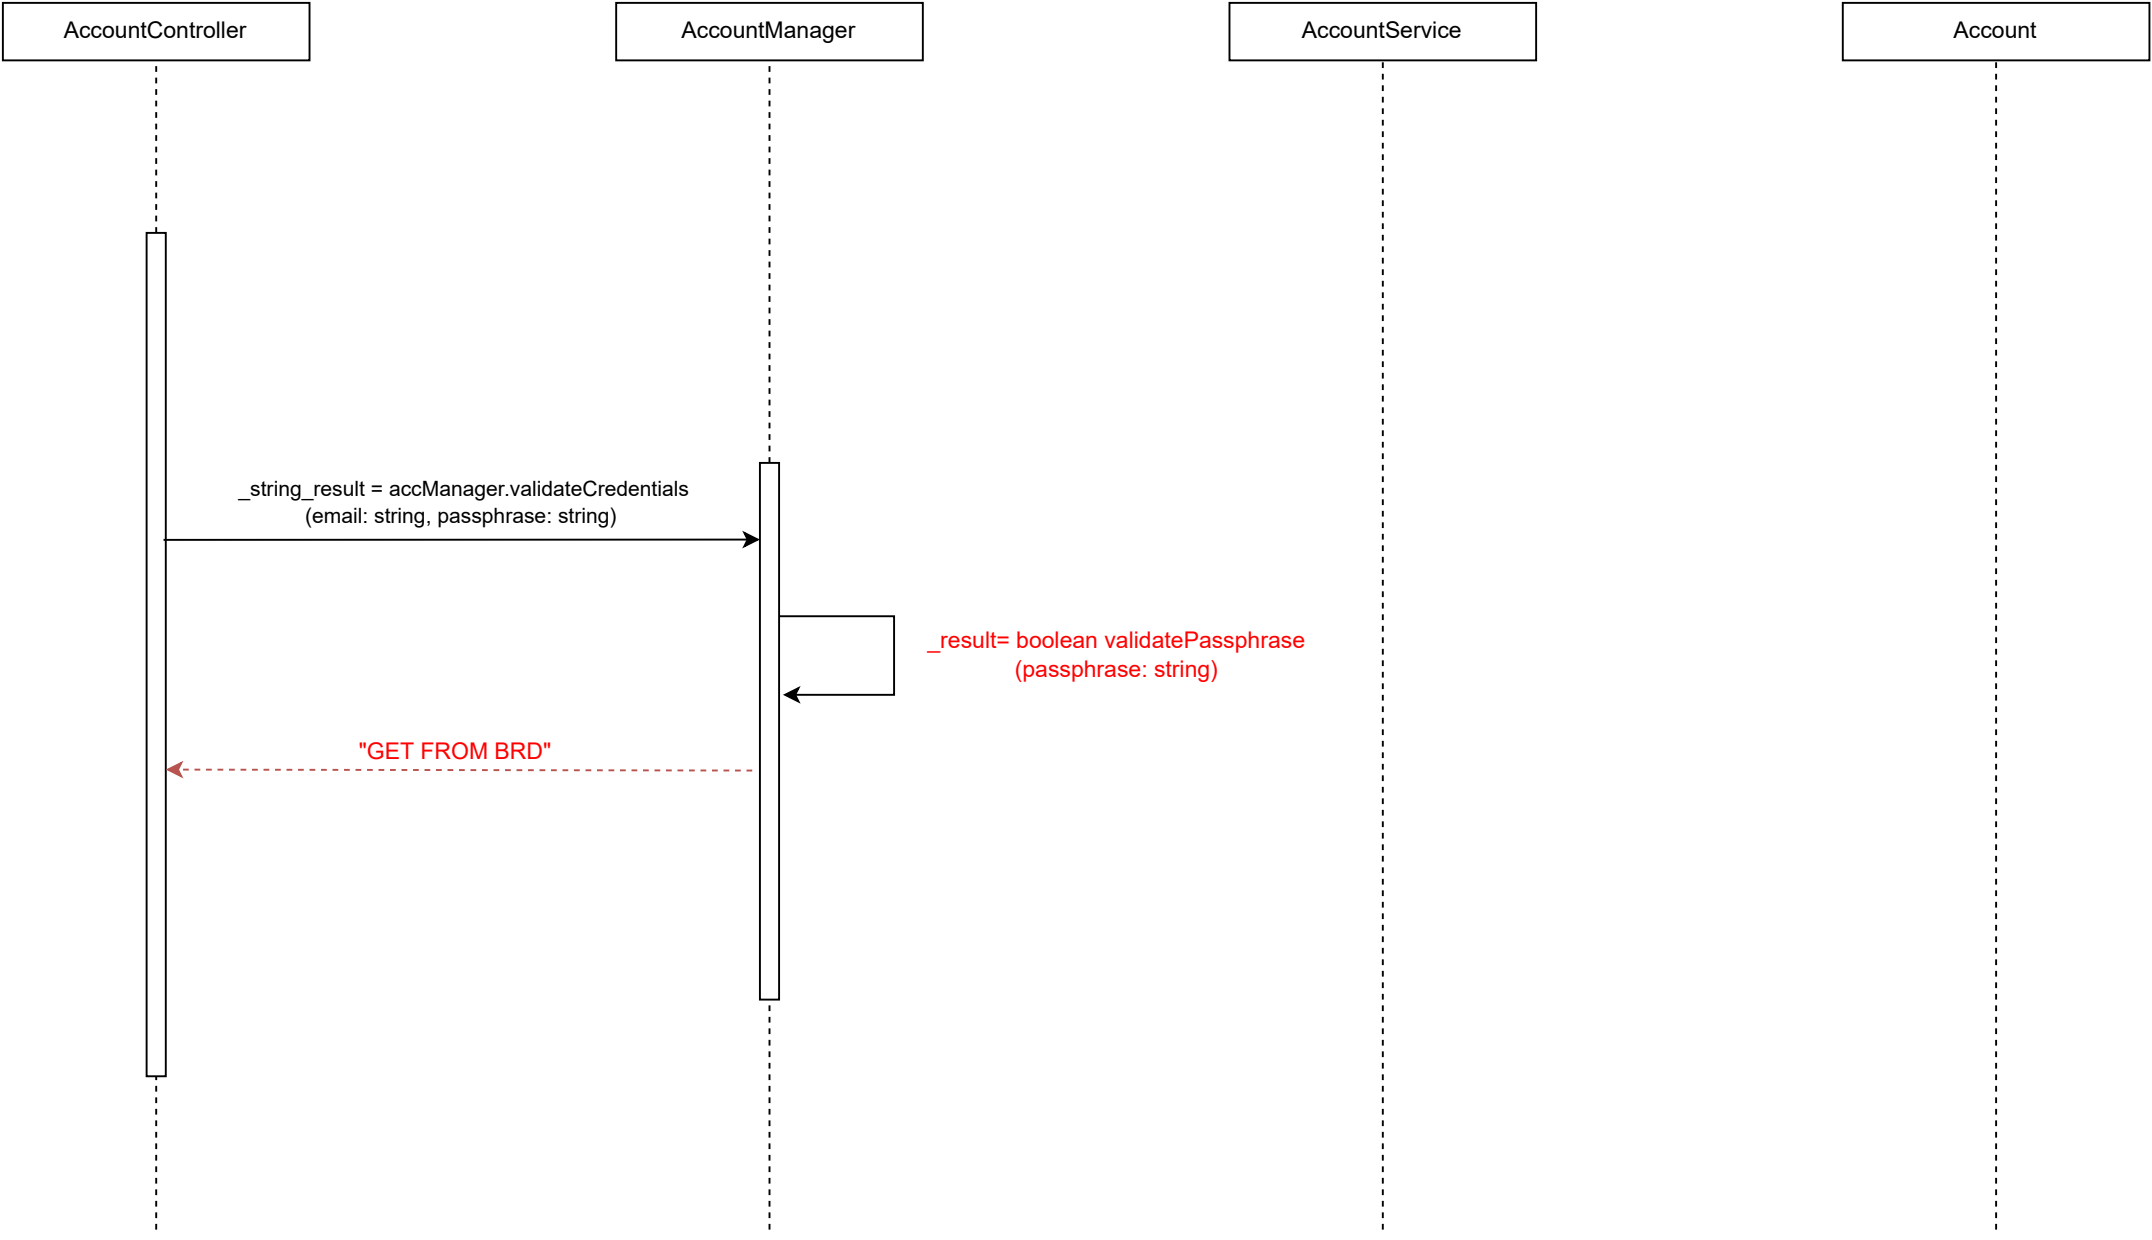 AccountController
AccountManager
AccountService
Account
_string_result = accManager.validateCredentials
(email: string, passphrase: string)
_result= boolean validatePassphrase
(passphrase: string)
"GET FROM BRD"